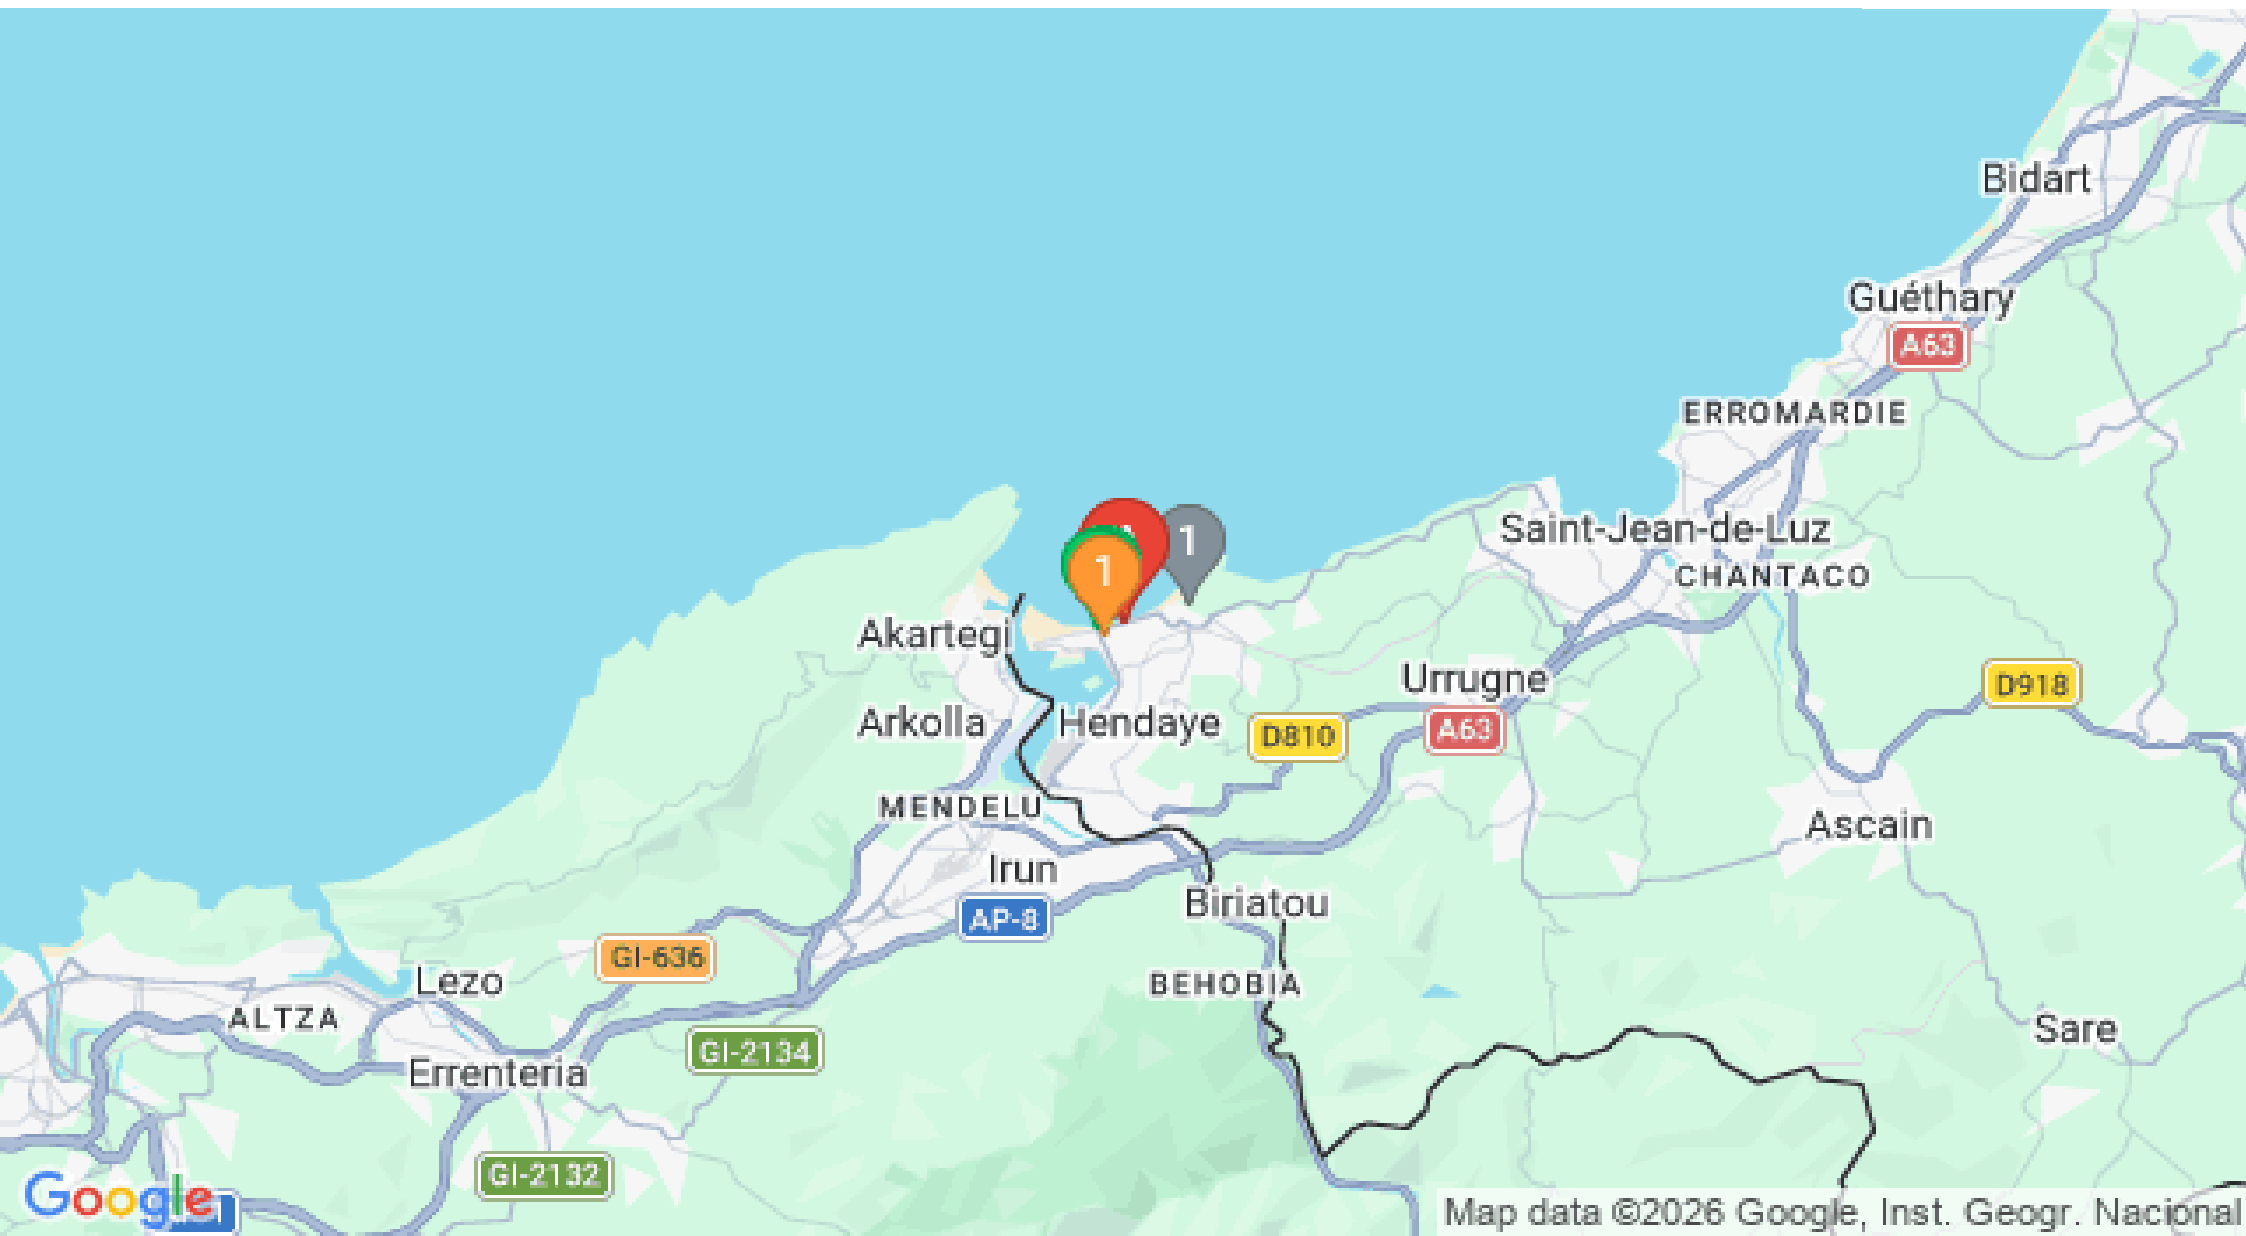 Bidart
Guéthary
A63
ERROMARDIE
Saint-Jean-de-Luz
1
1
CHANTACO
Akartegi
Urrugne
D918
Arkolla
Hendaye
D810
A63
MENDELU
Ascain
Irun
AP-8
Biriatou
GI-636
Lezo
BEHOBIA
ALTZA
Sare
GI-2134
Errenteria
GI-2132
Google
Map data ©2026 Google, Inst. Geogr. Nacional